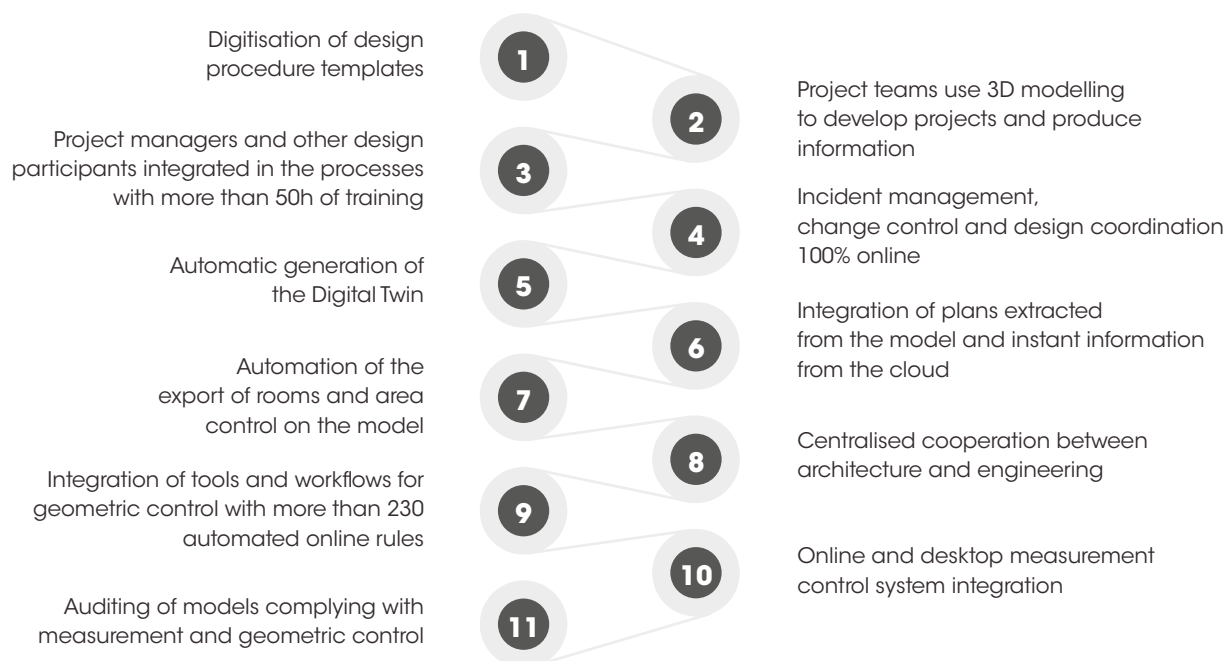 Digitisation of design
procedure templates
1
2
Project teams use 3D modelling
to develop projects and produce
information
Project managers and other design
participants integrated in the processes
with more than 50h of training
3
4
Incident management,
change control and design coordination
100% online
Automatic generation of
the Digital Twin
5
6
Integration of plans extracted
from the model and instant information
from the cloud
Automation of the
export of rooms and area
control on the model
7
8
Centralised cooperation between
architecture and engineering
Integration of tools and workflows for
geometric control with more than 230
automated online rules
9
10
Online and desktop measurement
control system integration
Auditing of models complying with
measurement and geometric control
11